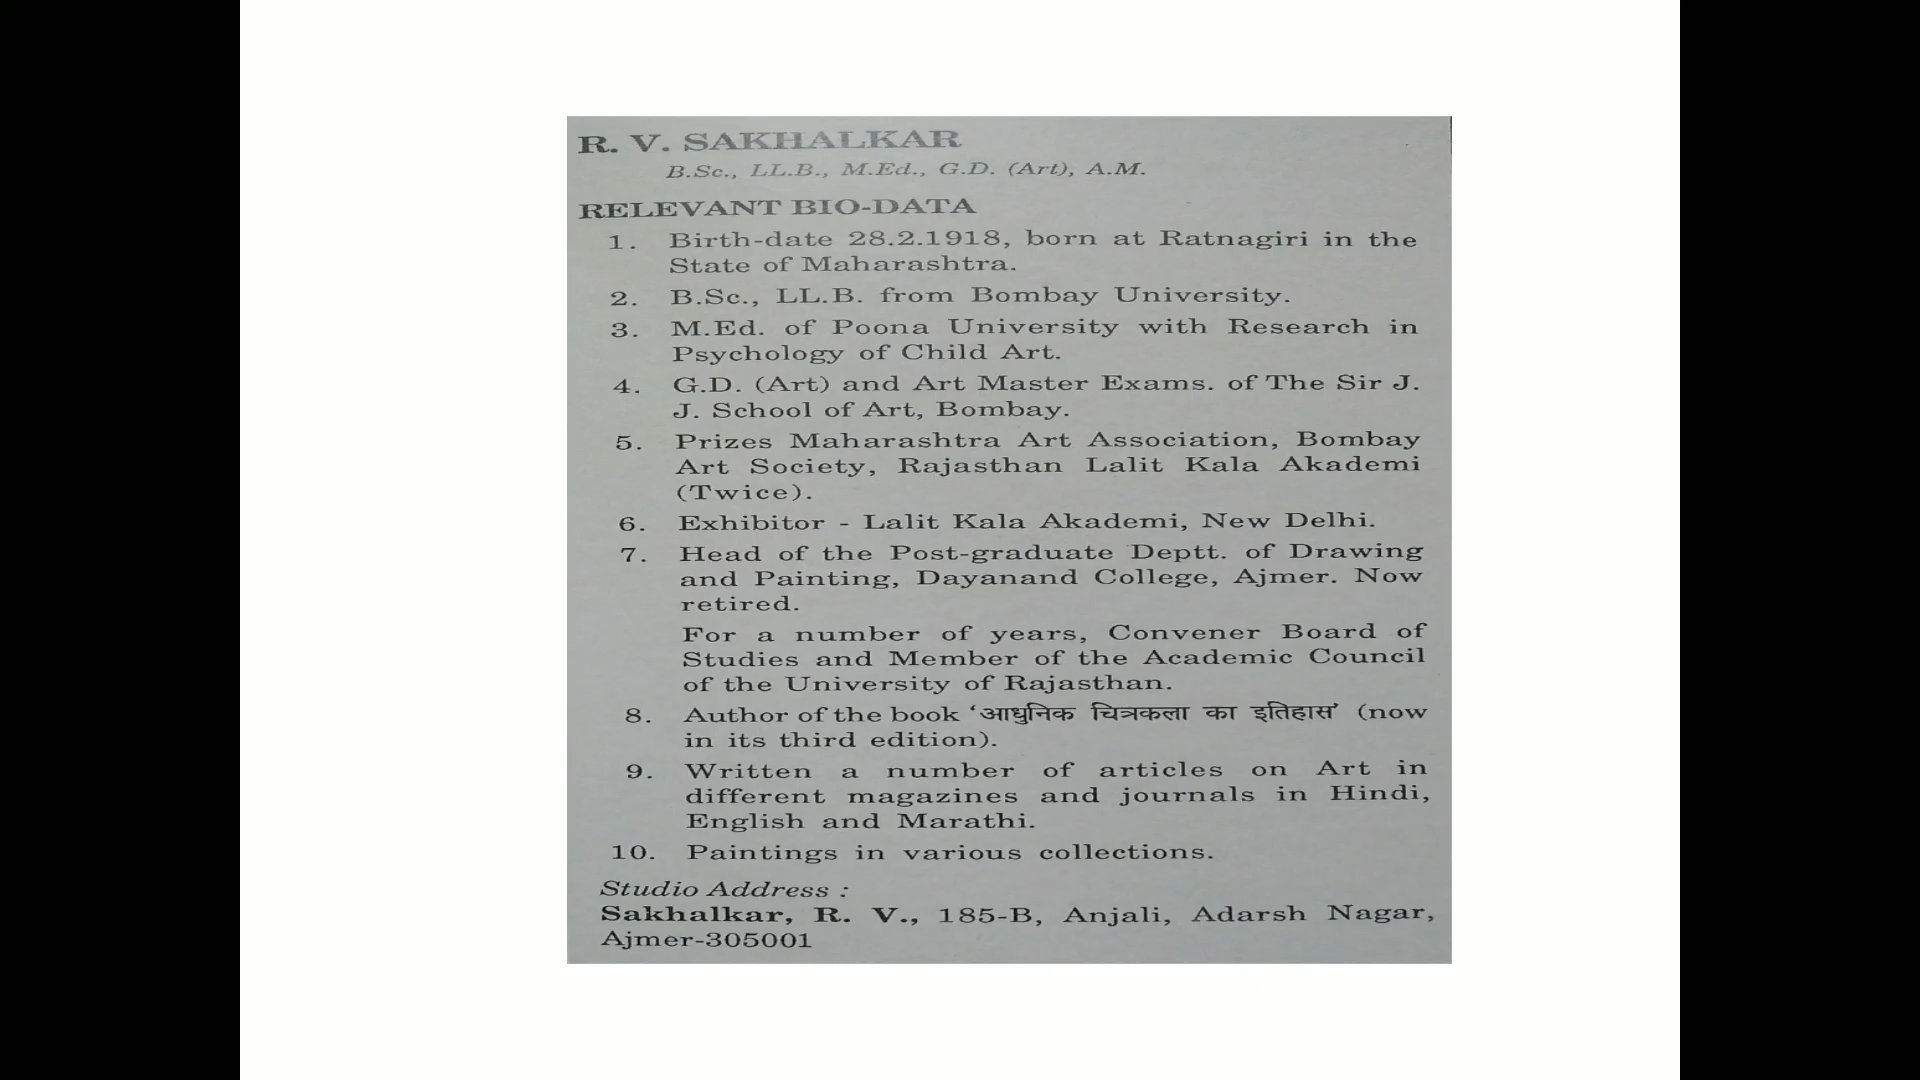 R. V. SAKHALKAR
B.Sc., LL.B., M.Ed., G.D. (Art), A.M.
RELEVANT BIO-DATA
1. Birth-date 28.2.1918, born at Ratnagiri in the
State of Maharashtra.
2. B.Sc., LL.B. from Bombay University.
3. M.Ed. of Poona University with Research in
Psychology of Child Art.
4. G.D. (Art) and Art Master Exams. of The Sir J.
J. School of Art, Bombay.
5. Prizes Maharashtra Art Association, Bombay
Art Society, Rajasthan Lalit Kala Akademi
(Twice).
6. Exhibitor - Lalit Kala Akademi, New Delhi.
7. Head of the Post-graduate Deptt. of Drawing
and Painting, Dayanand College, Ajmer. Now
retired.
For a number of years, Convener Board of
Studies and Member of the Academic Council
of the University of Rajasthan.
8. Author of the book ‘आधुनिक चित्रकला का इतिहास’ (now
in its third edition).
9. Written a number of articles on Art in
different magazines and journals in Hindi,
English and Marathi.
10. Paintings in various collections.
Studio Address :
Sakhalkar, R. V., 185-B, Anjali, Adarsh Nagar,
Ajmer-305001